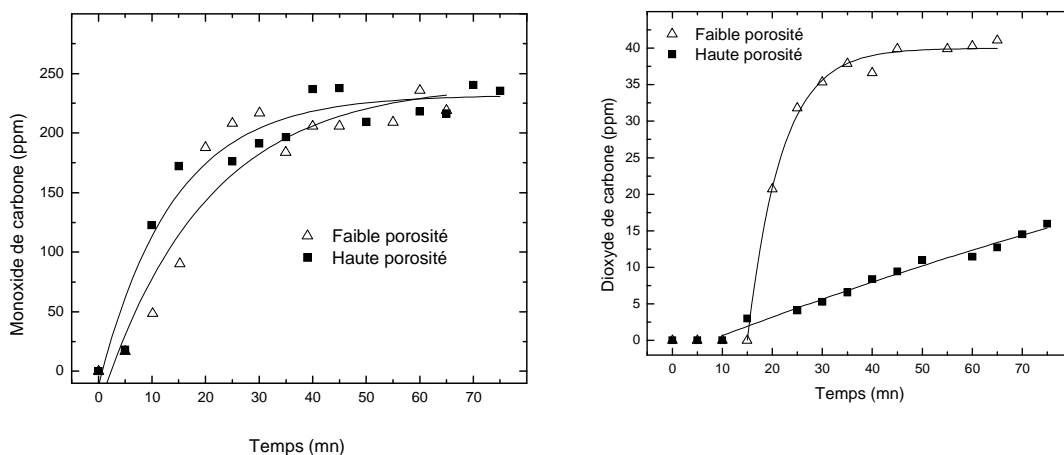 Monoxide de carbone (ppm)
250
200
150
100
50
0
Faible porosité
Haute porosité
0 10 20 30 40 50 60 70
Temps (mn)
Dioxyde de carbone (ppm)
40
35
30
25
20
15
10
5
0
Faible porosité
Haute porosité
0 10 20 30 40 50 60 70
Temps (mn)